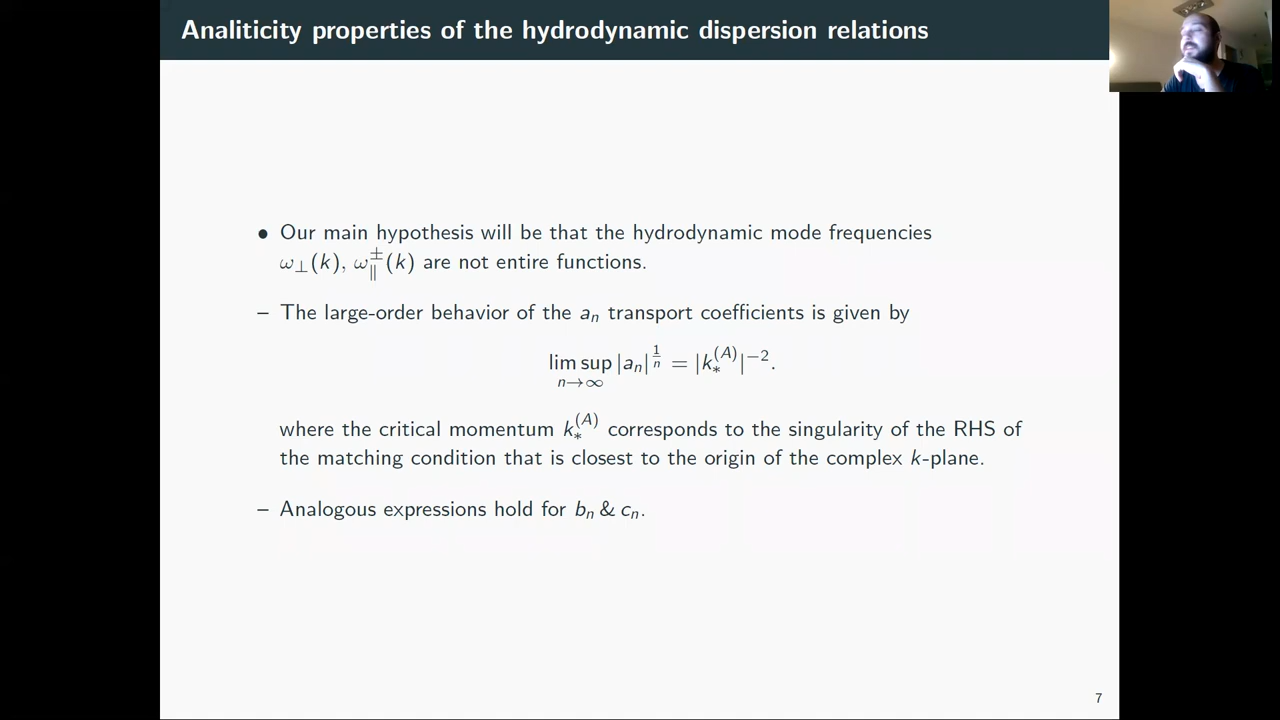 Analiticity properties of the hydrodynamic dispersion relations
• Our main hypothesis will be that the hydrodynamic mode frequencies
ω⊥(k), ω∥±(k) are not entire functions.
– The large-order behavior of the aₙ transport coefficients is given by
lim sup n→∞ |aₙ|^(1/n) = |k∗^(A)|^−2.
where the critical momentum k∗^(A) corresponds to the singularity of the RHS of
the matching condition that is closest to the origin of the complex k-plane.
– Analogous expressions hold for bₙ & cₙ.
7